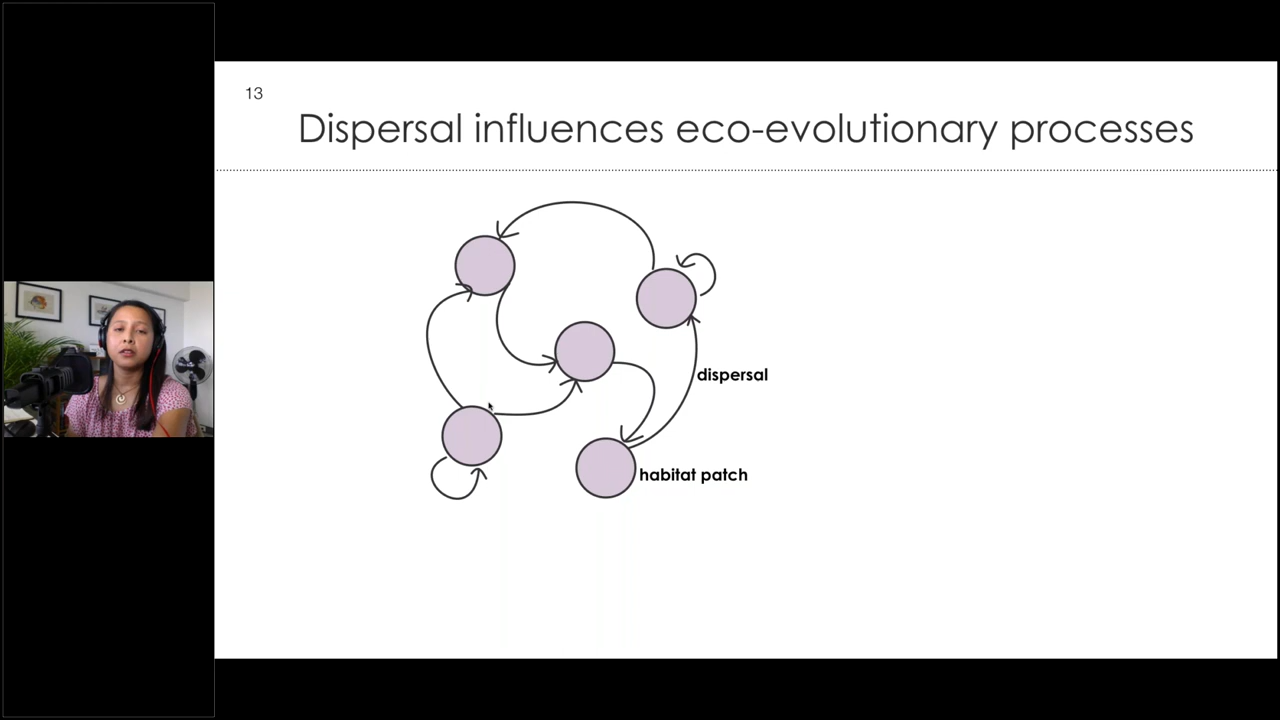 13
Dispersal influences eco-evolutionary processes
dispersal
habitat patch